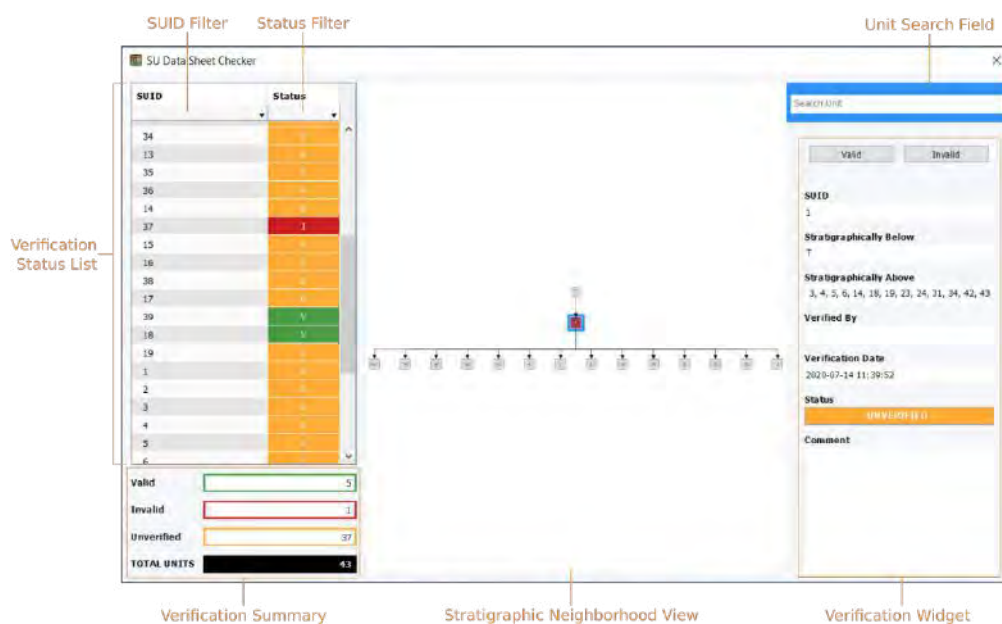 SUID Filter
Status Filter
Unit Search Field
SU Data Sheet Checker
SUID
Status
Search Unit
34
13
35
36
14
37 I
15
16
38
17
39 V
18 V
19
1
2
3
4
5
6
Verification
Status List
Valid
Invalid
SUID
1
Stratigraphically Below
T
Stratigraphically Above
3, 4, 5, 6, 14, 18, 19, 23, 24, 31, 34, 42, 43
Verified By
Verification Date
2020-07-14 11:39:52
Status
UNVERIFIED
Comment
Valid 5
Invalid 1
Unverified 37
TOTAL UNITS 43
Verification Summary
Stratigraphic Neighborhood View
Verification Widget